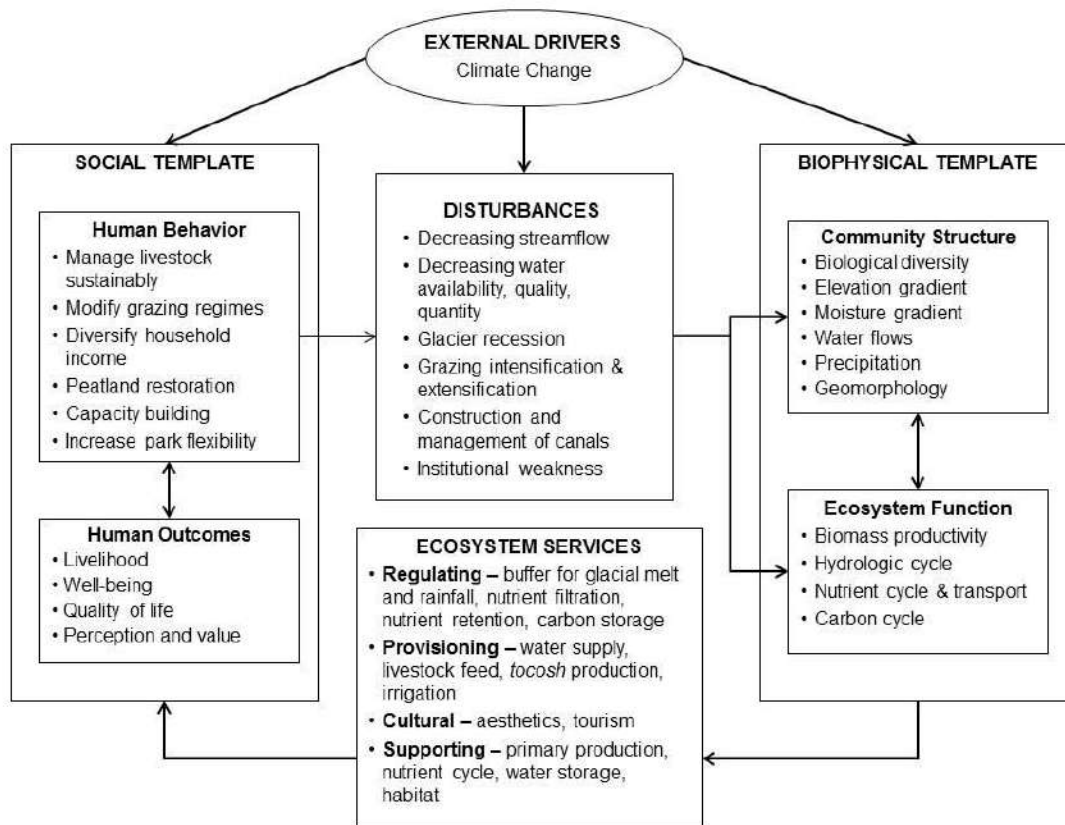 EXTERNAL DRIVERS
Climate Change
SOCIAL TEMPLATE
Human Behavior
• Manage livestock
sustainably
• Modify grazing regimes
• Diversify household
income
• Peatland restoration
• Capacity building
• Increase park flexibility
Human Outcomes
• Livelihood
• Well-being
• Quality of life
• Perception and value
DISTURBANCES
• Decreasing streamflow
• Decreasing water
availability, quality,
quantity
• Glacier recession
• Grazing intensification &
extensification
• Construction and
management of canals
• Institutional weakness
ECOSYSTEM SERVICES
• Regulating – buffer for glacial melt
and rainfall, nutrient filtration,
nutrient retention, carbon storage
• Provisioning – water supply,
livestock feed, tocosh production,
irrigation
• Cultural – aesthetics, tourism
• Supporting – primary production,
nutrient cycle, water storage,
habitat
BIOPHYSICAL TEMPLATE
Community Structure
• Biological diversity
• Elevation gradient
• Moisture gradient
• Water flows
• Precipitation
• Geomorphology
Ecosystem Function
• Biomass productivity
• Hydrologic cycle
• Nutrient cycle & transport
• Carbon cycle